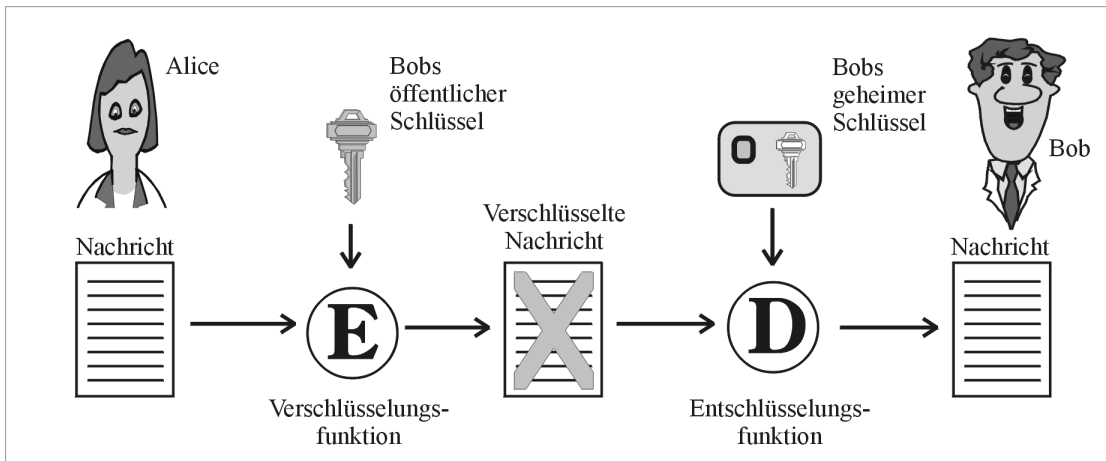 Alice
Bobs
öffentlicher
Schlüssel
Bobs
geheimer
Schlüssel
Bob
Nachricht
Verschlüsselte
Nachricht
Nachricht
E
D
Verschlüsselungs-
funktion
Entschlüsselungs-
funktion